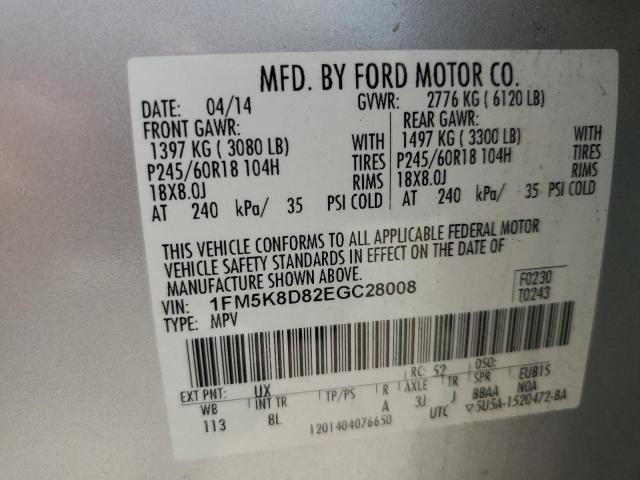 MFD. BY FORD MOTOR CO.
DATE: 04/14 GVWR: 2776 KG ( 6120 LB)
FRONT GAWR: REAR GAWR:
1397 KG ( 3080 LB) WITH 1497 KG ( 3300 LB) WITH
P245/60R18 104H TIRES P245/60R18 104H TIRES
18X8.0J RIMS 18X8.0J RIMS
AT 240 kPa/ 35 PSI COLD AT 240 kPa/ 35 PSI COLD
THIS VEHICLE CONFORMS TO ALL APPLICABLE FEDERAL MOTOR
VEHICLE SAFETY STANDARDS IN EFFECT ON THE DATE OF
MANUFACTURE SHOWN ABOVE.
VIN: 1FM5K8D82EGC28008 F0230
TYPE: MPV T0243
EXT PNT: UX RC: 52 DSO:
WB INT TR TP/PS R AXLE TR SPR EUB1S
113 8L A 3J J BBAA N0A
1201404076650 UTC ▽5U5A-1520472-BA